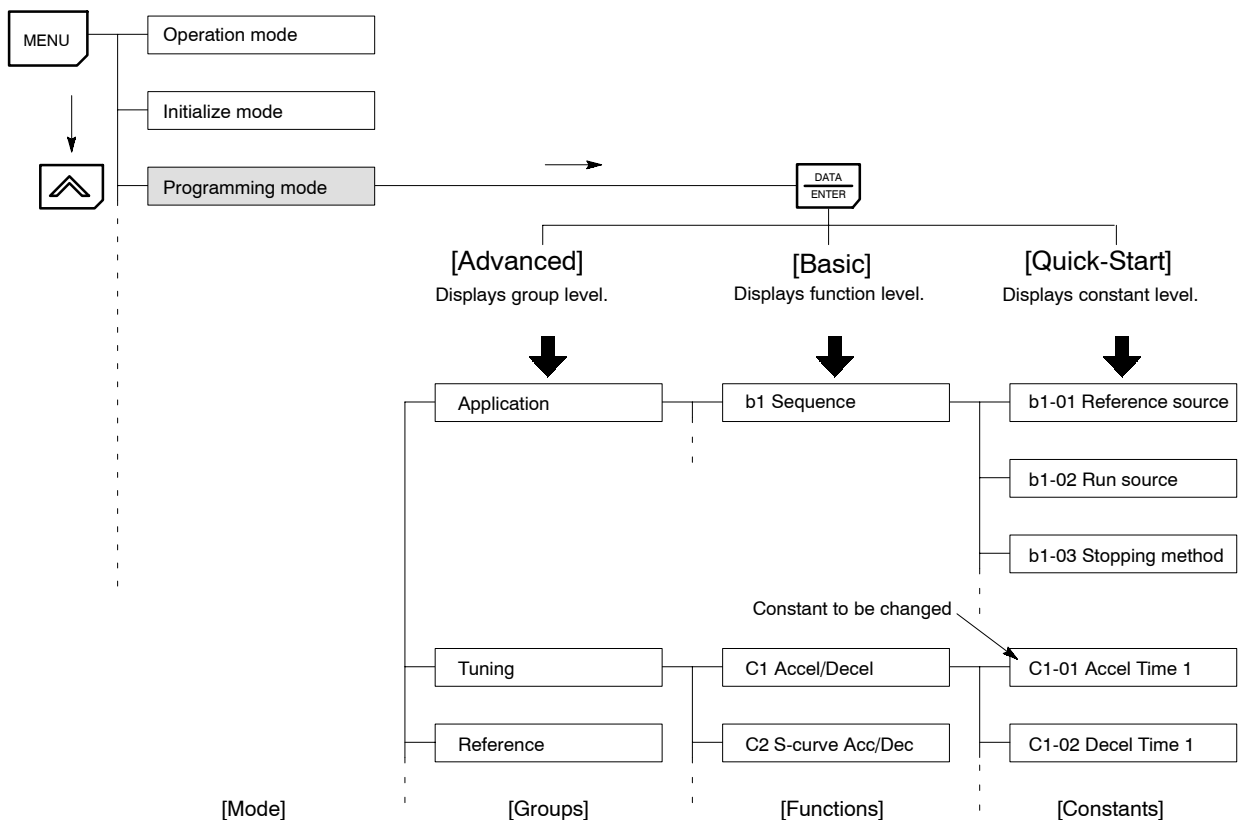 MENU
Operation mode
Initialize mode
Programming mode
DATA
ENTER
[Advanced]
Displays group level.
[Basic]
Displays function level.
[Quick-Start]
Displays constant level.
Application
b1 Sequence
b1-01 Reference source
b1-02 Run source
b1-03 Stopping method
Constant to be changed
Tuning
C1 Accel/Decel
C1-01 Accel Time 1
Reference
C2 S-curve Acc/Dec
C1-02 Decel Time 1
[Mode]
[Groups]
[Functions]
[Constants]